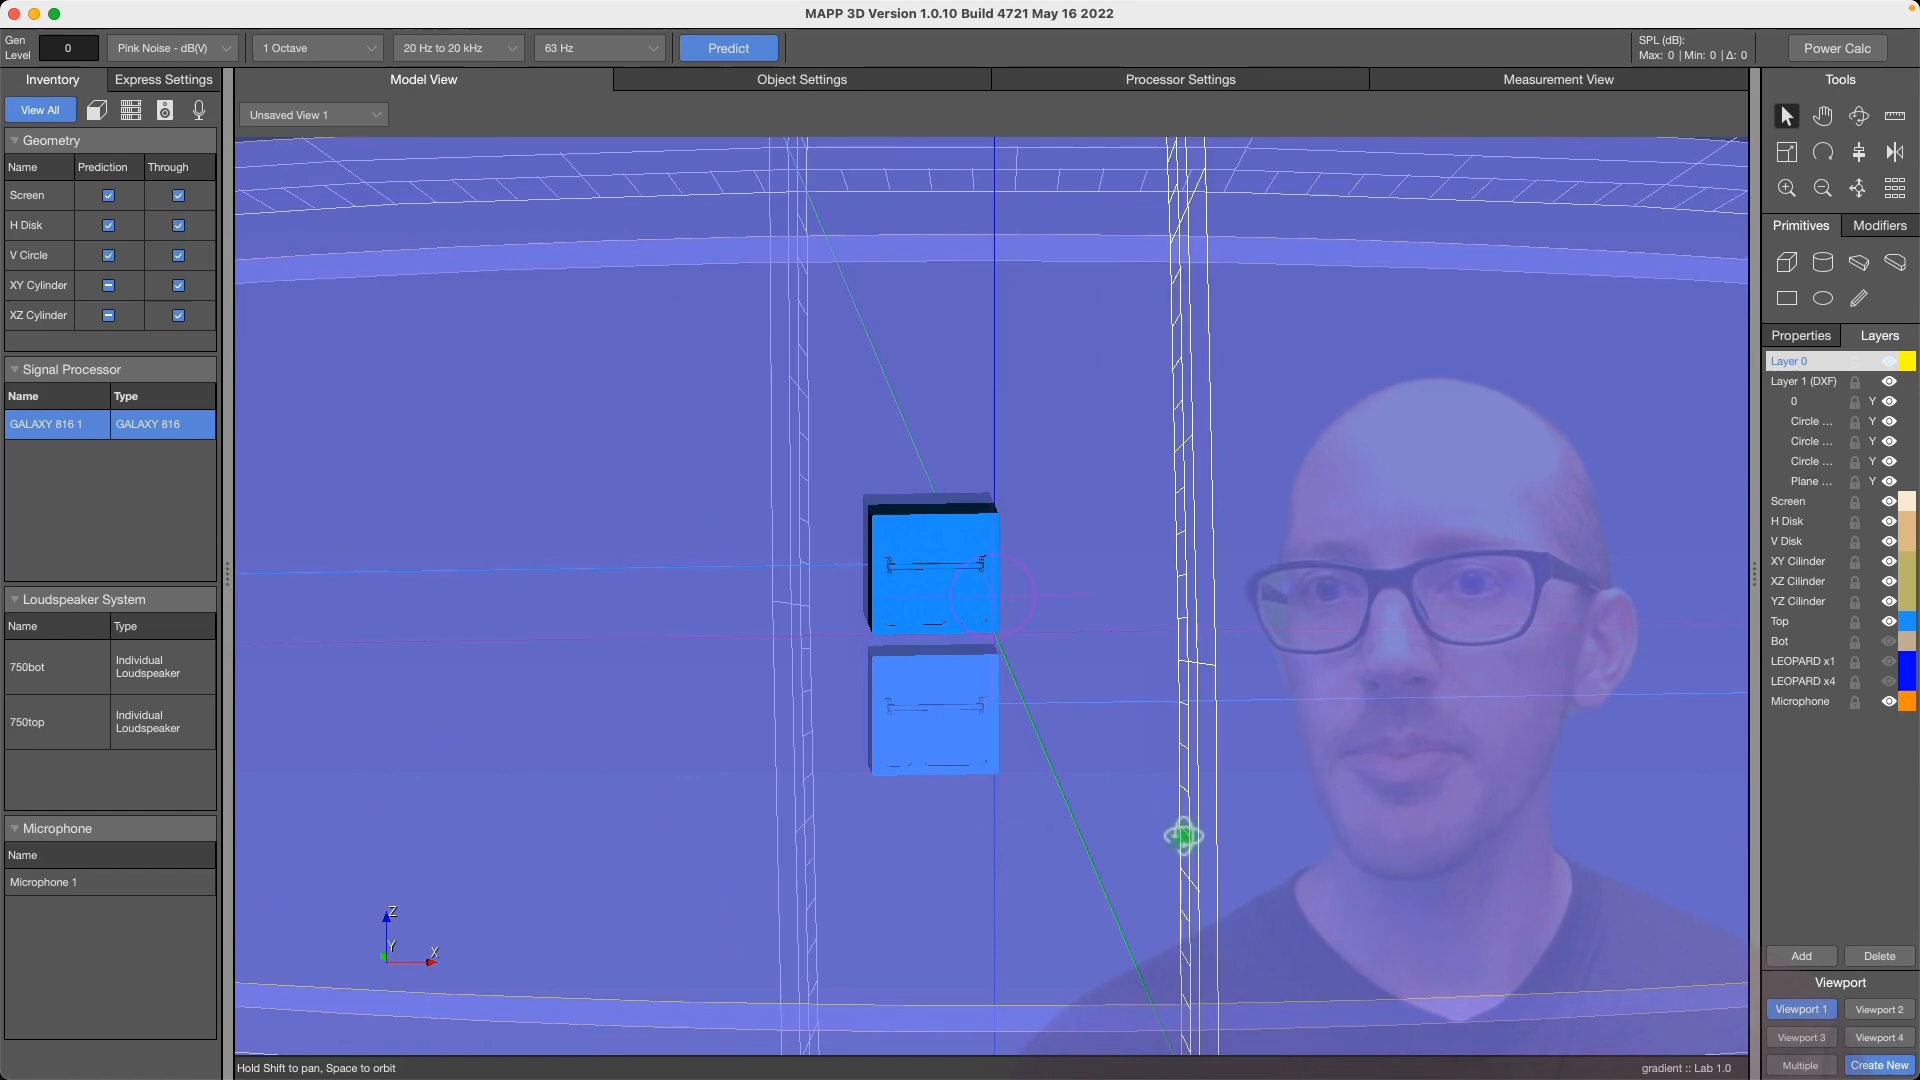 MAPP 3D Version 1.0.10 Build 4721 May 16 2022
Gen Level
0
Pink Noise - dB(V)
1 Octave
20 Hz to 20 kHz
63 Hz
Predict
SPL (dB):
Max: 0 | Min: 0 | Δ: 0
Power Calc
Inventory
Express Settings
Model View
Object Settings
Processor Settings
Measurement View
Tools
View All
Unsaved View 1
Geometry
Name Prediction Through
Screen
H Disk
V Circle
XY Cylinder
XZ Cylinder
Signal Processor
Name Type
GALAXY 816 1 GALAXY 816
Loudspeaker System
Name Type
750bot Individual Loudspeaker
750top Individual Loudspeaker
Microphone
Name
Microphone 1
Z
Y
X
Hold Shift to pan, Space to orbit
gradient :: Lab 1.0
Primitives
Modifiers
Properties
Layers
Layer 0
Layer 1 (DXF)
0 Y
Circle ... Y
Circle ... Y
Circle ... Y
Plane ... Y
Screen
H Disk
V Disk
XY Cilinder
XZ Cilinder
YZ Cilinder
Top
Bot
LEOPARD x1
LEOPARD x4
Microphone
Add
Delete
Viewport
Viewport 1
Viewport 2
Viewport 3
Viewport 4
Multiple
Create New